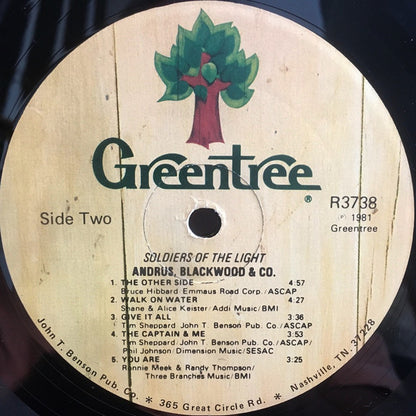 Greentree
®
Side Two
R3738
℗ 1981
Greentree
SOLDIERS OF THE LIGHT
ANDRUS, BLACKWOOD & CO.
1. THE OTHER SIDE 4:57
Bruce Hibbard/Emmaus Road Corp./ASCAP
2. WALK ON WATER 4:27
Shane & Alice Keister/Addi Music/BMI
3. GIVE IT ALL 3:36
Tim Sheppard/John T. Benson Pub. Co./ASCAP
4. THE CAPTAIN & ME 4:55
Tim Sheppard/John T. Benson Pub. Co./ASCAP/
Phil Johnson/Dimension Music/SESAC
5. YOU ARE 3:25
Ronnie Meek & Randy Thompson/
Three Branches Music/BMI
John T. Benson Pub. Co. * 365 Great Circle Rd. * Nashville, TN. 37228